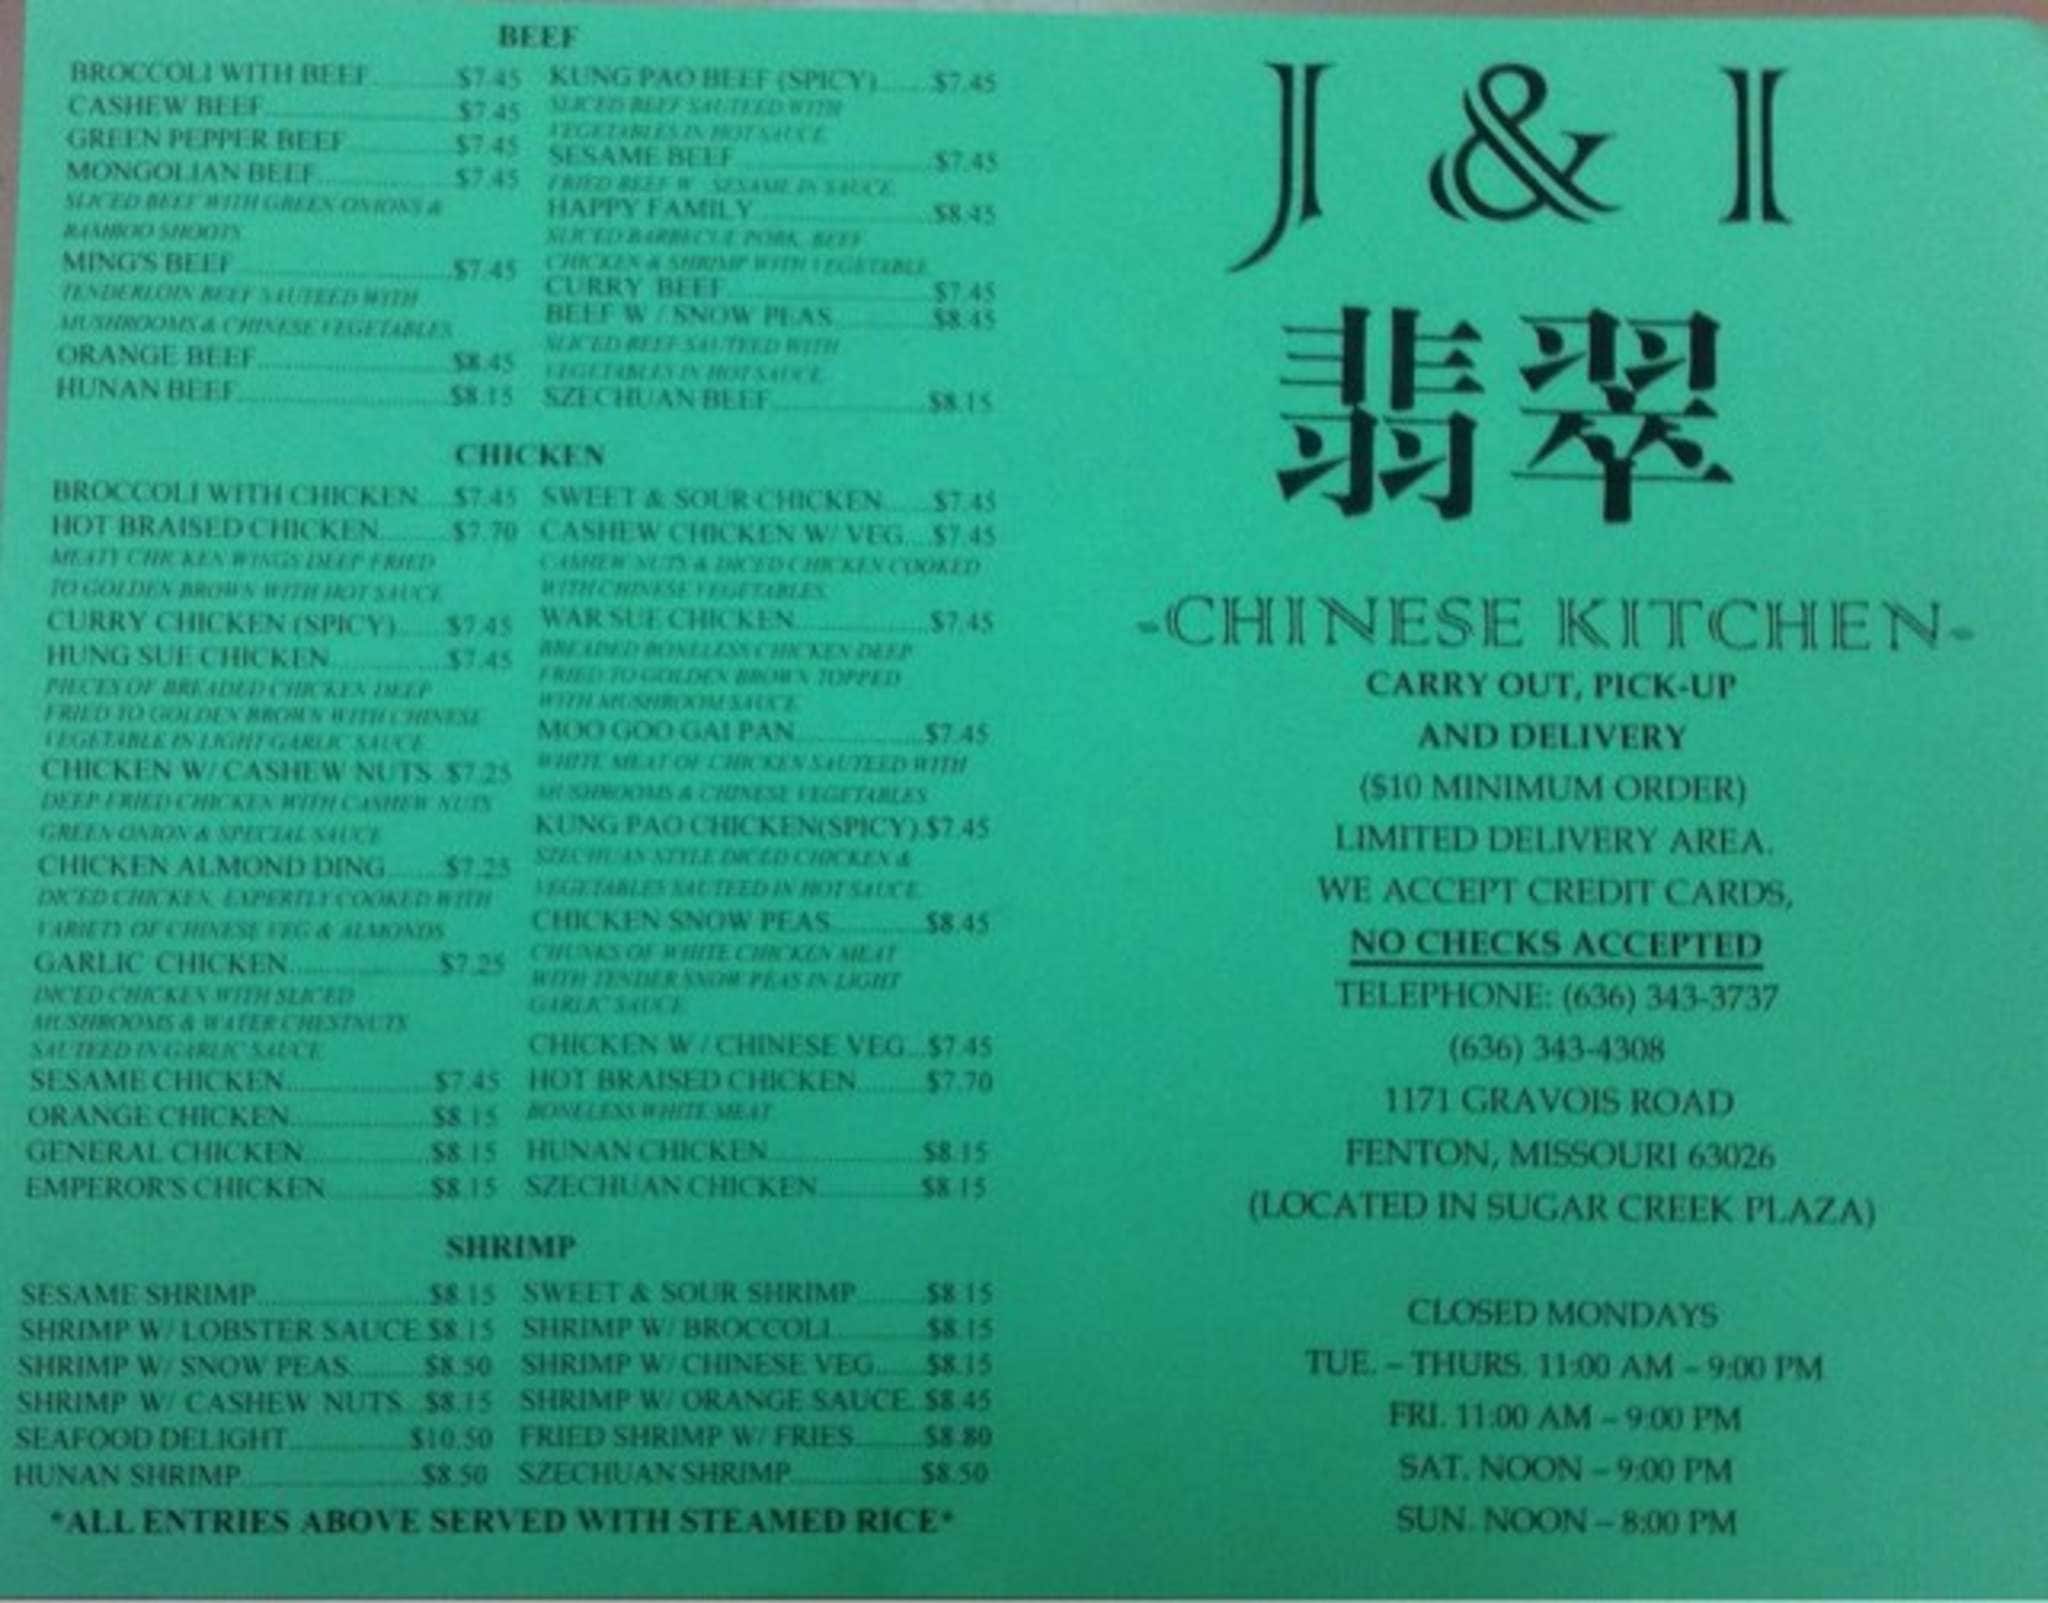 BEEF
BROCCOLI WITH BEEF............$7.45
CASHEW BEEF............$7.45
GREEN PEPPER BEEF............$7.45
MONGOLIAN BEEF............$7.45
SLICED BEEF WITH GREEN ONIONS &
BAMBOO SHOOTS
MING'S BEEF............$7.45
TENDERLOIN BEEF SAUTEED WITH
MUSHROOMS & CHINESE VEGETABLES
ORANGE BEEF............$8.45
HUNAN BEEF............$8.15
KUNG PAO BEEF (SPICY)......$7.45
SLICED BEEF SAUTEED WITH
VEGETABLES IN HOT SAUCE
SESAME BEEF............$7.45
FRIED BEEF W/ SESAME IN SAUCE
HAPPY FAMILY............$8.45
SLICED BARBECUE PORK, BEEF
CHICKEN & SHRIMP WITH VEGETABLE
CURRY BEEF............$7.45
BEEF W / SNOW PEAS............$8.45
SLICED BEEF SAUTEED WITH
VEGETABLES IN HOT SAUCE
SZECHUAN BEEF............$8.15
CHICKEN
BROCCOLI WITH CHICKEN....$7.45
HOT BRAISED CHICKEN........$7.70
MEATY CHICKEN WINGS DEEP FRIED
TO GOLDEN BROWN WITH HOT SAUCE
CURRY CHICKEN (SPICY)......$7.45
HUNG SUE CHICKEN............$7.45
PIECES OF BREADED CHICKEN DEEP
FRIED TO GOLDEN BROWN WITH CHINESE
VEGETABLE IN LIGHT GARLIC SAUCE
CHICKEN W/ CASHEW NUTS..$7.25
DEEP-FRIED CHICKEN WITH CASHEW NUTS
GREEN ONION & SPECIAL SAUCE
CHICKEN ALMOND DING.......$7.25
DICED CHICKEN, EXPERTLY COOKED WITH
VARIETY OF CHINESE VEG & ALMONDS
GARLIC CHICKEN............$7.25
DICED CHICKEN WITH SLICED
MUSHROOMS & WATER CHESTNUTS
SAUTEED IN GARLIC SAUCE
SESAME CHICKEN............$7.45
ORANGE CHICKEN............$8.15
GENERAL CHICKEN............$8.15
EMPEROR'S CHICKEN............$8.15
SWEET & SOUR CHICKEN......$7.45
CASHEW CHICKEN W/ VEG....$7.45
CASHEW NUTS & DICED CHICKEN COOKED
WITH CHINESE VEGETABLES
WAR SUE CHICKEN............$7.45
BREADED BONELESS CHICKEN DEEP
FRIED TO GOLDEN BROWN TOPPED
WITH MUSHROOM SAUCE
MOO GOO GAI PAN............$7.45
WHITE MEAT OF CHICKEN SAUTEED WITH
MUSHROOMS & CHINESE VEGETABLES
KUNG PAO CHICKEN(SPICY).$7.45
SZECHUAN STYLE DICED CHICKEN &
VEGETABLES SAUTEED IN HOT SAUCE
CHICKEN SNOW PEAS............$8.45
CHUNKS OF WHITE CHICKEN MEAT
WITH TENDER SNOW PEAS IN LIGHT
GARLIC SAUCE
CHICKEN W / CHINESE VEG...$7.45
HOT BRAISED CHICKEN........$7.70
BONELESS WHITE MEAT
HUNAN CHICKEN............$8.15
SZECHUAN CHICKEN............$8.15
SHRIMP
SESAME SHRIMP............$8.15
SHRIMP W/ LOBSTER SAUCE.$8.15
SHRIMP W/ SNOW PEAS.........$8.50
SHRIMP W/ CASHEW NUTS...$8.15
SEAFOOD DELIGHT............$10.50
HUNAN SHRIMP............$8.50
SWEET & SOUR SHRIMP........$8.15
SHRIMP W/ BROCCOLI............$8.15
SHRIMP W/ CHINESE VEG......$8.15
SHRIMP W/ ORANGE SAUCE..$8.45
FRIED SHRIMP W/ FRIES........$8.80
SZECHUAN SHRIMP............$8.50
*ALL ENTRIES ABOVE SERVED WITH STEAMED RICE*
J & I
翡翠
-CHINESE KITCHEN-
CARRY OUT, PICK-UP
AND DELIVERY
($10 MINIMUM ORDER)
LIMITED DELIVERY AREA.
WE ACCEPT CREDIT CARDS,
NO CHECKS ACCEPTED
TELEPHONE: (636) 343-3737
(636) 343-4308
1171 GRAVOIS ROAD
FENTON, MISSOURI 63026
(LOCATED IN SUGAR CREEK PLAZA)
CLOSED MONDAYS
TUE. – THURS. 11:00 AM – 9:00 PM
FRI. 11:00 AM – 9:00 PM
SAT. NOON – 9:00 PM
SUN. NOON – 8:00 PM